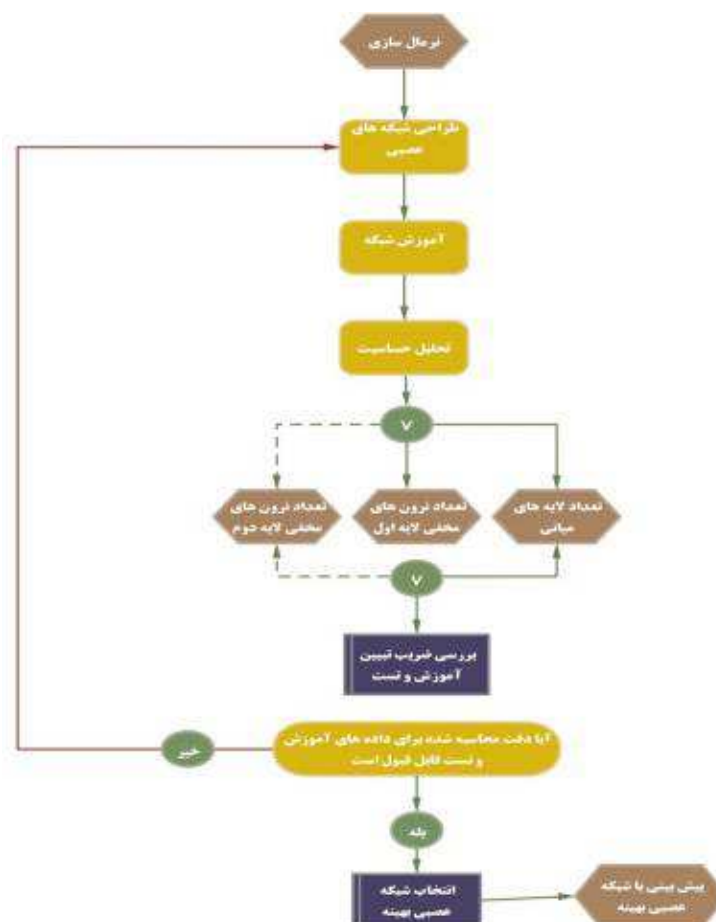 نرمال سازی
طراحی شبکه های
عصبی
آموزش شبکه
تحلیل حساسیت
v
تعداد لایه های
میانی
تعداد نرون های
مخفی لایه اول
تعداد نرون های
مخفی لایه دوم
v
بررسی ضریب تبیین
آموزش و تست
آیا دقت محاسبه شده برای داده های آموزش
و تست قابل قبول است
خیر
بله
انتخاب شبکه
عصبی بهینه
پیش بینی با شبکه
عصبی بهینه